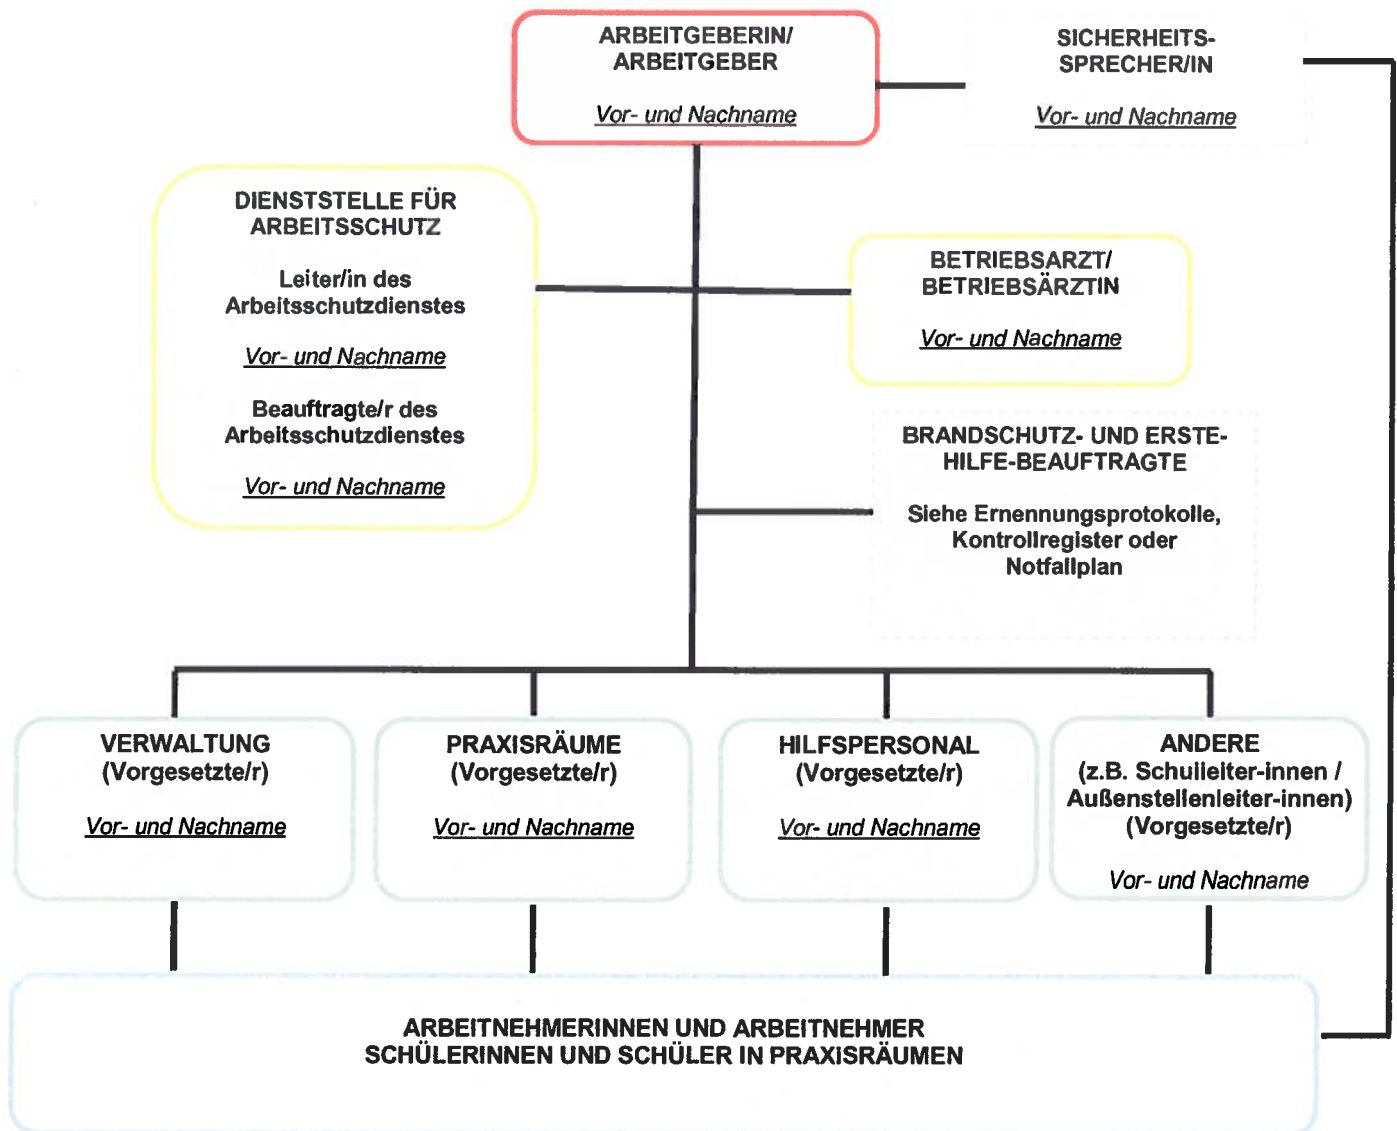 ARBEITGEBERIN/
ARBEITGEBER
Vor- und Nachname
SICHERHEITS-
SPRECHER/IN
Vor- und Nachname
DIENSTSTELLE FÜR
ARBEITSSCHUTZ
Leiter/in des
Arbeitsschutzdienstes
Vor- und Nachname
Beauftragte/r des
Arbeitsschutzdienstes
Vor- und Nachname
BETRIEBSARZT/
BETRIEBSÄRZTIN
Vor- und Nachname
BRANDSCHUTZ- UND ERSTE-
HILFE-BEAUFTRAGTE
Siehe Ernennungsprotokolle,
Kontrollregister oder
Notfallplan
VERWALTUNG
(Vorgesetzte/r)
Vor- und Nachname
PRAXISRÄUME
(Vorgesetzte/r)
Vor- und Nachname
HILFSPERSONAL
(Vorgesetzte/r)
Vor- und Nachname
ANDERE
(z.B. Schulleiter-innen /
Außenstellenleiter-innen)
(Vorgesetzte/r)
Vor- und Nachname
ARBEITNEHMERINNEN UND ARBEITNEHMER
SCHÜLERINNEN UND SCHÜLER IN PRAXISRÄUMEN